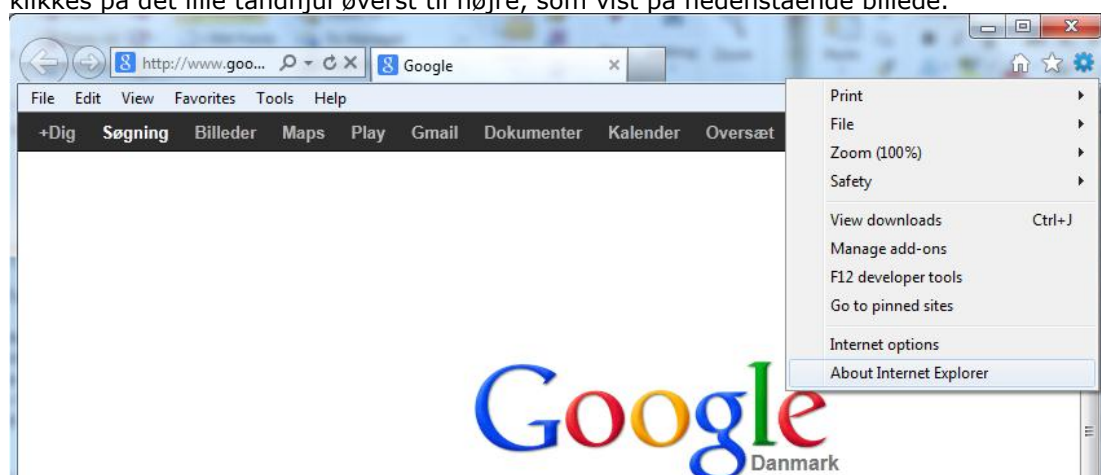 klikkes på det lille tandhjul øverst til højre, som vist på nedenstående billede.
http://www.goo...
Google
File Edit View Favorites Tools Help
+Dig Søgning Billeder Maps Play Gmail Dokumenter Kalender Oversæt
Print
File
Zoom (100%)
Safety
View downloads Ctrl+J
Manage add-ons
F12 developer tools
Go to pinned sites
Internet options
About Internet Explorer
Google
Danmark